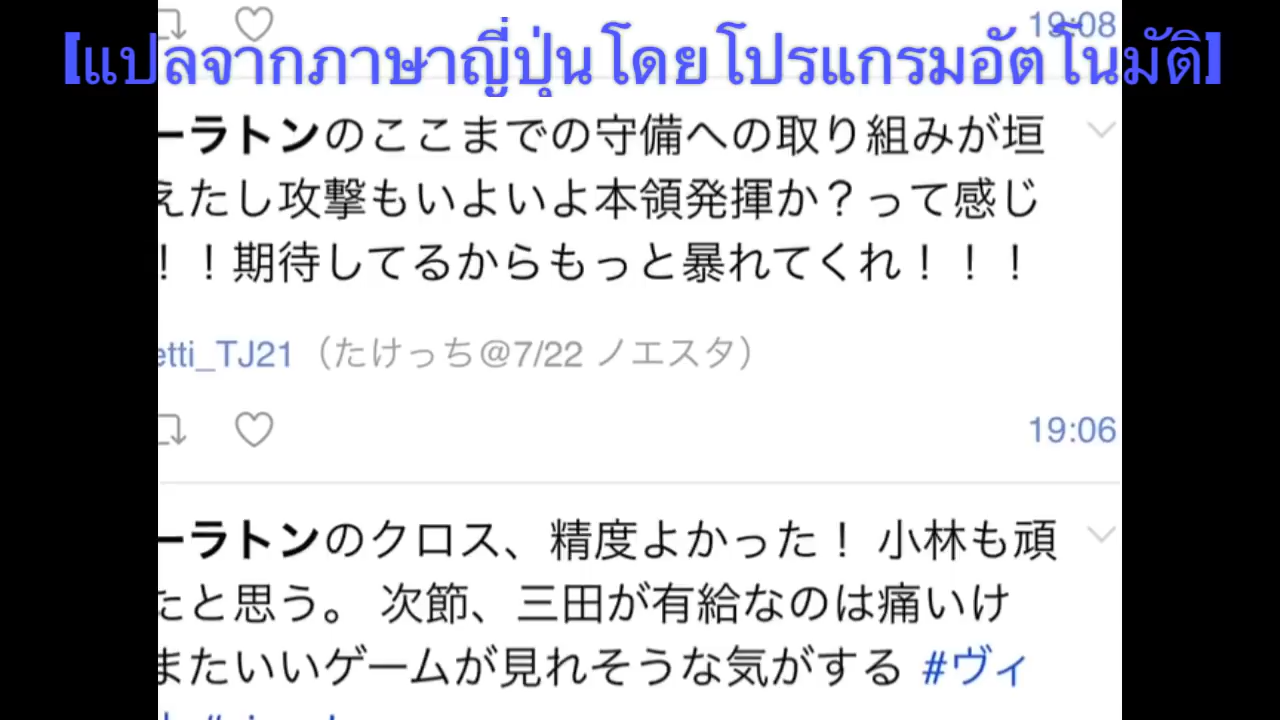 19:08
【แปลจากภาษาญี่ปุ่นโดยโปรแกรมอัตโนมัติ】
ーラトンのここまでの守備への取り組みが垣
えたし攻撃もいよいよ本領発揮か？って感じ
！！期待してるからもっと暴れてくれ！！！
etti_TJ21（たけっち@7/22 ノエスタ）
19:06
ーラトンのクロス、精度よかった！ 小林も頑
たと思う。 次節、三田が有給なのは痛いけ
またいいゲームが見れそうな気がする #ヴィ